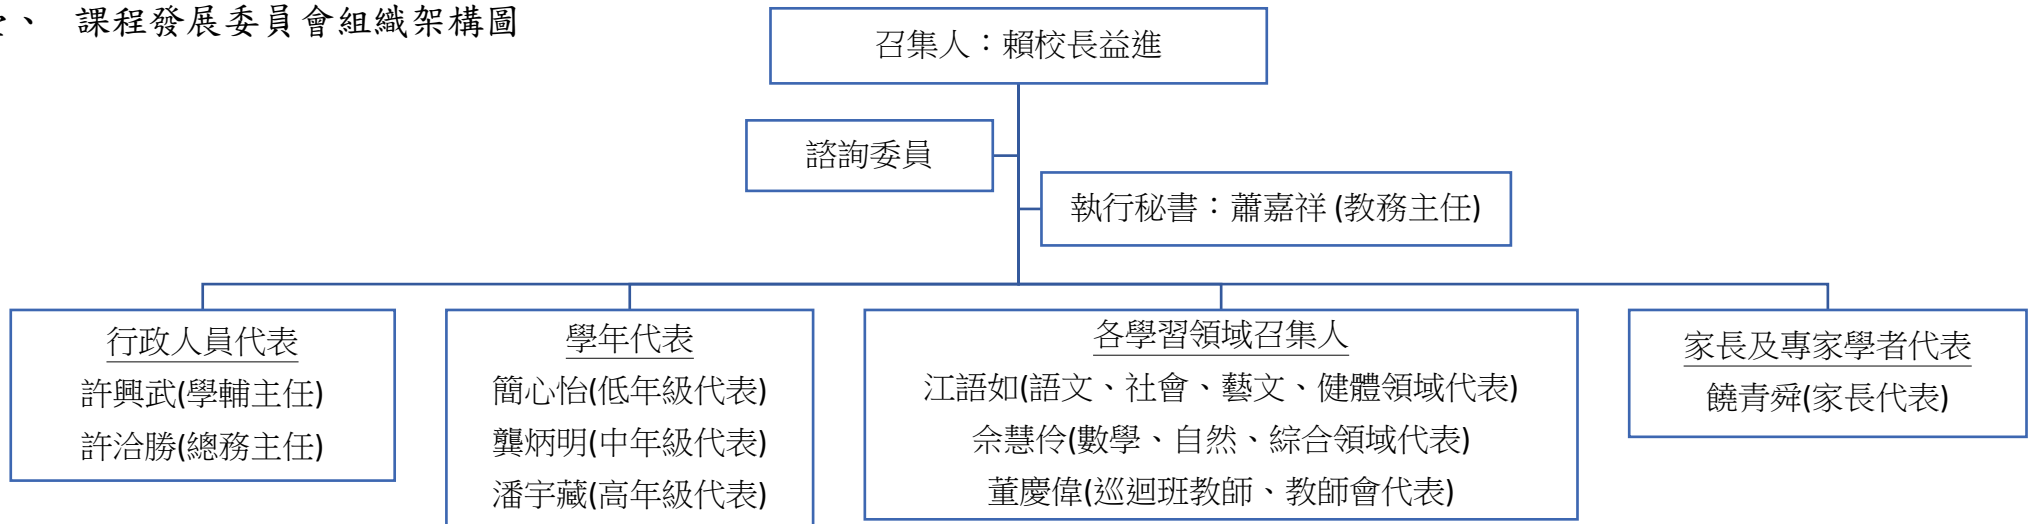 、 課程發展委員會組織架構圖
召集人：賴校長益進
諮詢委員
執行秘書：蕭嘉祥 (教務主任)
行政人員代表
許興武(學輔主任)
許洽勝(總務主任)
學年代表
簡心怡(低年級代表)
龔炳明(中年級代表)
潘宇藏(高年級代表)
各學習領域召集人
江語如(語文、社會、藝文、健體領域代表)
佘慧伶(數學、自然、綜合領域代表)
董慶偉(巡迴班教師、教師會代表)
家長及專家學者代表
饒青舜(家長代表)